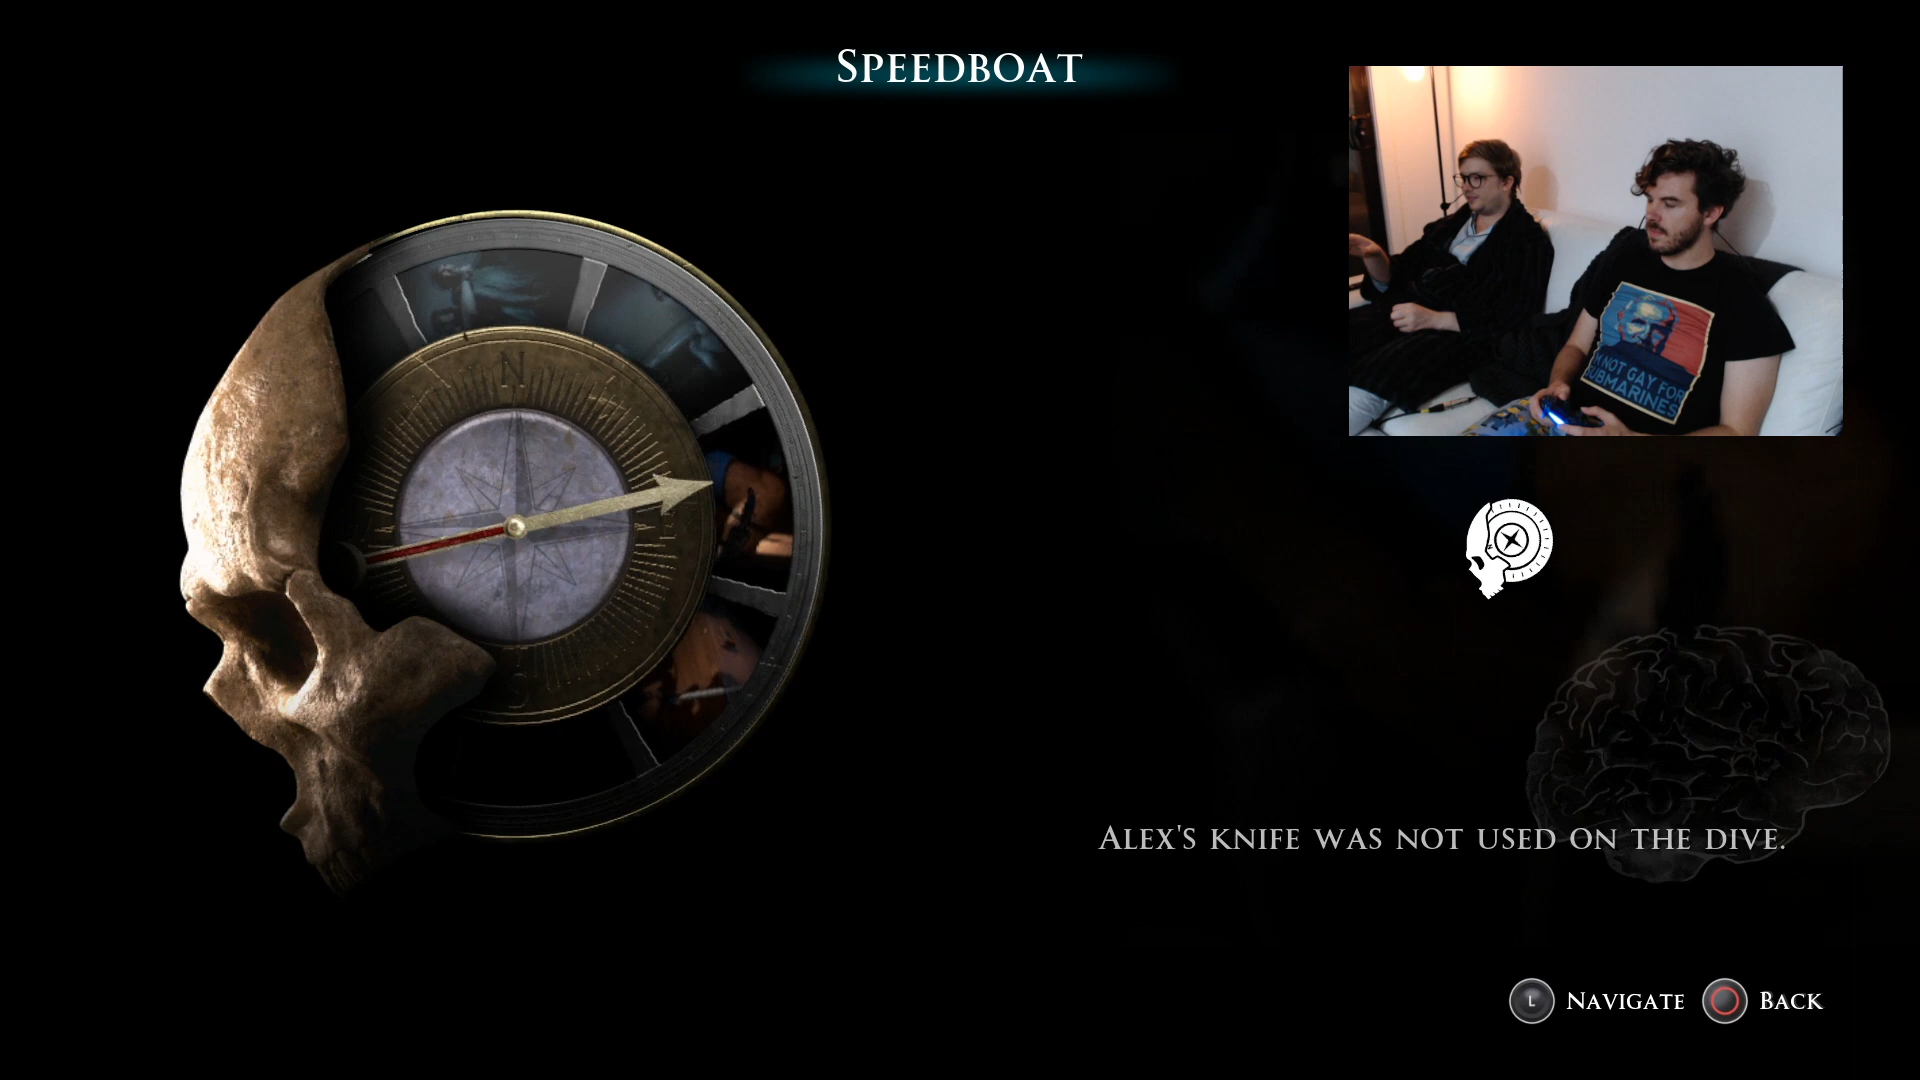 SPEEDBOAT
N
I'M NOT GAY FOR
SUBMARINES
S
ALEX'S KNIFE WAS NOT USED ON THE DIVE.
L NAVIGATE BACK